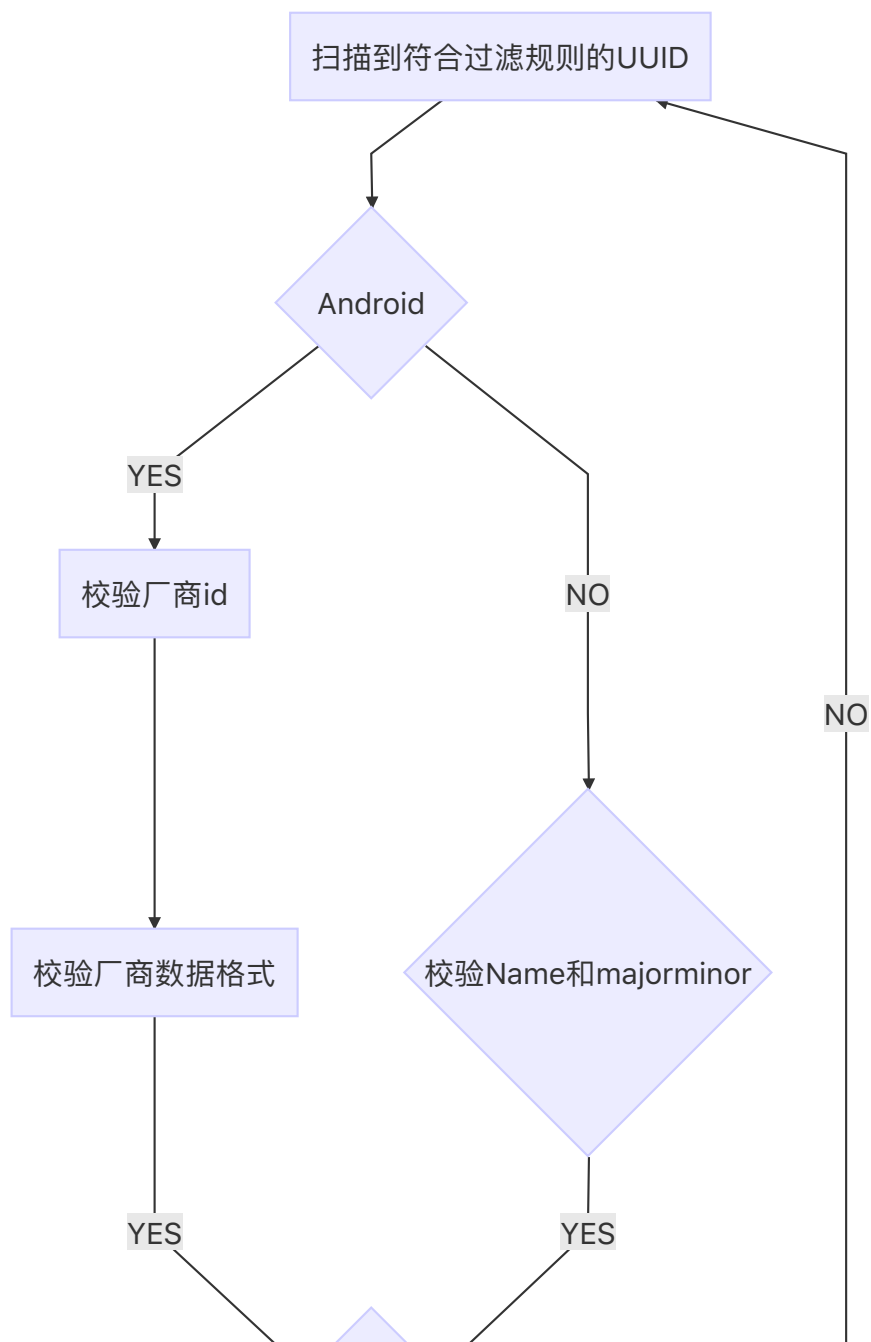 扫描到符合过滤规则的UUID
Android
YES
校验厂商id
NO
NO
校验厂商数据格式
校验Name和majorminor
YES
YES